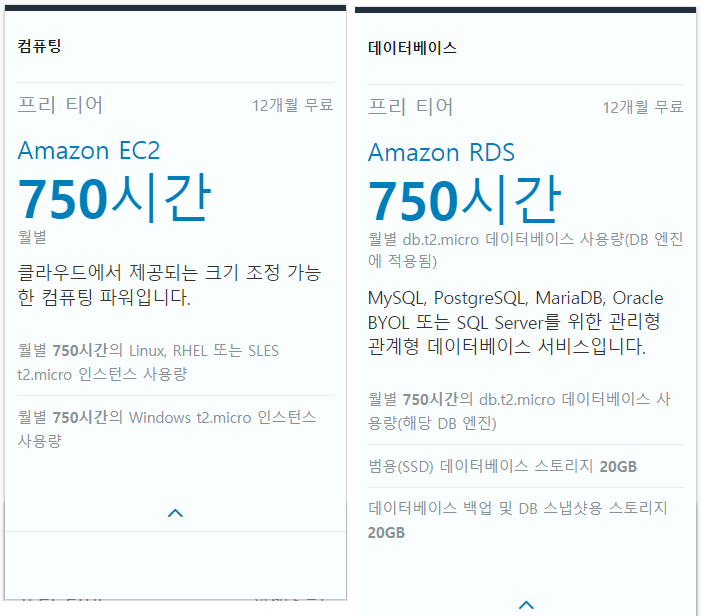 컴퓨팅
프리 티어
12개월 무료
Amazon EC2
750시간
월별
클라우드에서 제공되는 크기 조정 가능
한 컴퓨팅 파워입니다.
월별 750시간의 Linux, RHEL 또는 SLES
t2.micro 인스턴스 사용량
월별 750시간의 Windows t2.micro 인스턴스
사용량
데이터베이스
프리 티어
12개월 무료
Amazon RDS
750시간
월별 db.t2.micro 데이터베이스 사용량(DB 엔진
에 적용됨)
MySQL, PostgreSQL, MariaDB, Oracle
BYOL 또는 SQL Server를 위한 관리형
관계형 데이터베이스 서비스입니다.
월별 750시간의 db.t2.micro 데이터베이스 사
용량(해당 DB 엔진)
범용(SSD) 데이터베이스 스토리지 20GB
데이터베이스 백업 및 DB 스냅샷용 스토리지
20GB